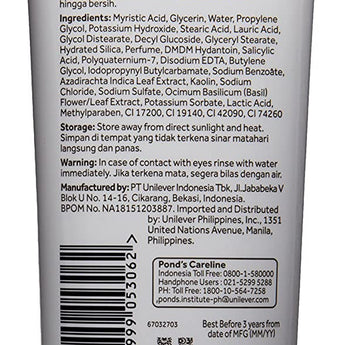 hingga bersih.
Ingredients: Myristic Acid, Glycerin, Water, Propylene
Glycol, Potassium Hydroxide, Stearic Acid, Lauric Acid,
Glycol Distearate, Decyl Glucoside, Glyceryl Stearate,
Hydrated Silica, Perfume, DMDM Hydantoin, Salicylic
Acid, Polyquaternium-7, Disodium EDTA, Butylene
Glycol, Iodopropynyl Butylcarbamate, Sodium Benzoate,
Azadirachta Indica Leaf Extract, Kaolin, Sodium
Chloride, Sodium Sulfate, Ocimum Basilicum (Basil)
Flower/Leaf Extract, Potassium Sorbate, Lactic Acid,
Methylparaben, CI 17200, CI 19140, CI 42090, CI 74260
Storage: Store away from direct sunlight and heat.
Simpan di tempat yang tidak terkena sinar matahari
langsung dan panas.
Warning: In case of contact with eyes rinse with water
immediately. Jika terkena mata, segera bilas dengan air.
Manufactured by: PT Unilever Indonesia Tbk, Jl.Jababeka V
Blok U No. 14-16, Cikarang, Bekasi, Indonesia.
BPOM No. NA18151203887. Imported and Distributed
by: Unilever Philippines, Inc., 1351
United Nations Avenue, Manila,
Philippines.
Pond's Careline
Indonesia Toll Free: 0800-1-580000
Handphone Users : 021-5299 5288
PH: Toll Free: 1800-10-564-7258
ponds.institute-ph@unilever.com
999 053062
67032703
Best Before 3 years from
date of MFG (MM/YY)